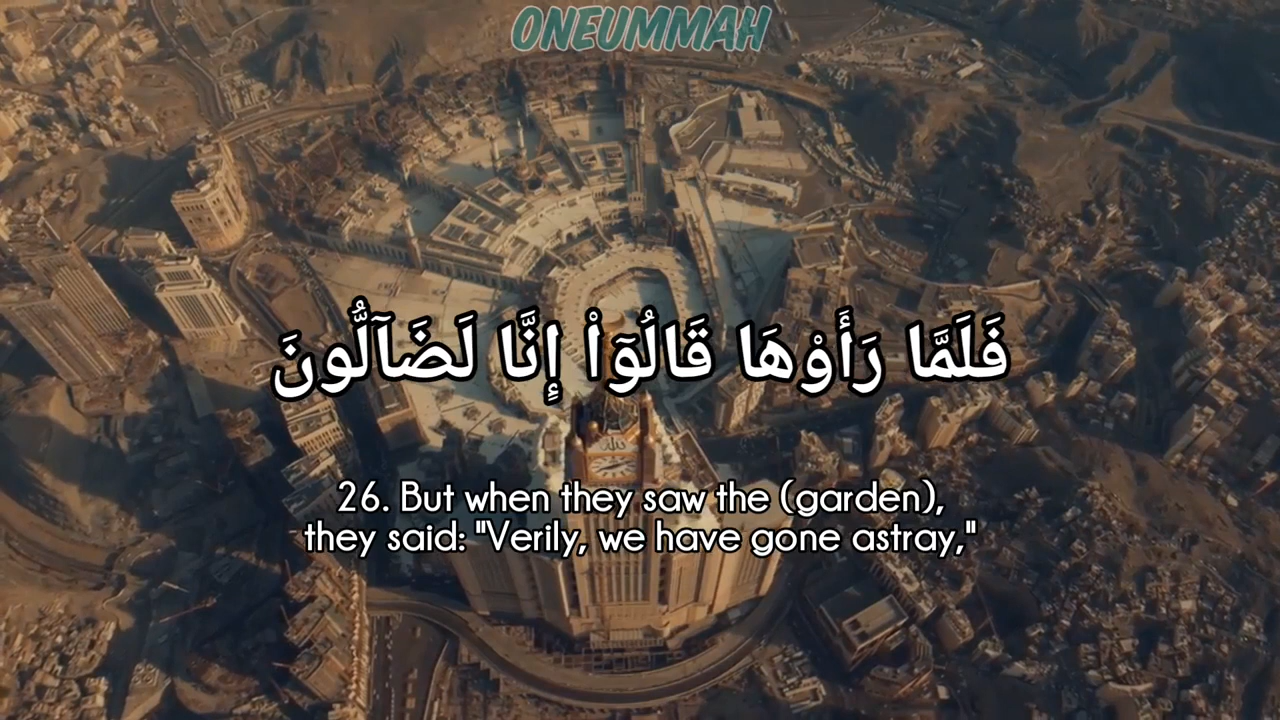 ONEUMMAH
فَلَمَّا رَأَوْهَا قَالُوٓا۟ إِنَّا لَضَآلُّونَ
26. But when they saw the (garden),
they said: "Verily, we have gone astray,"